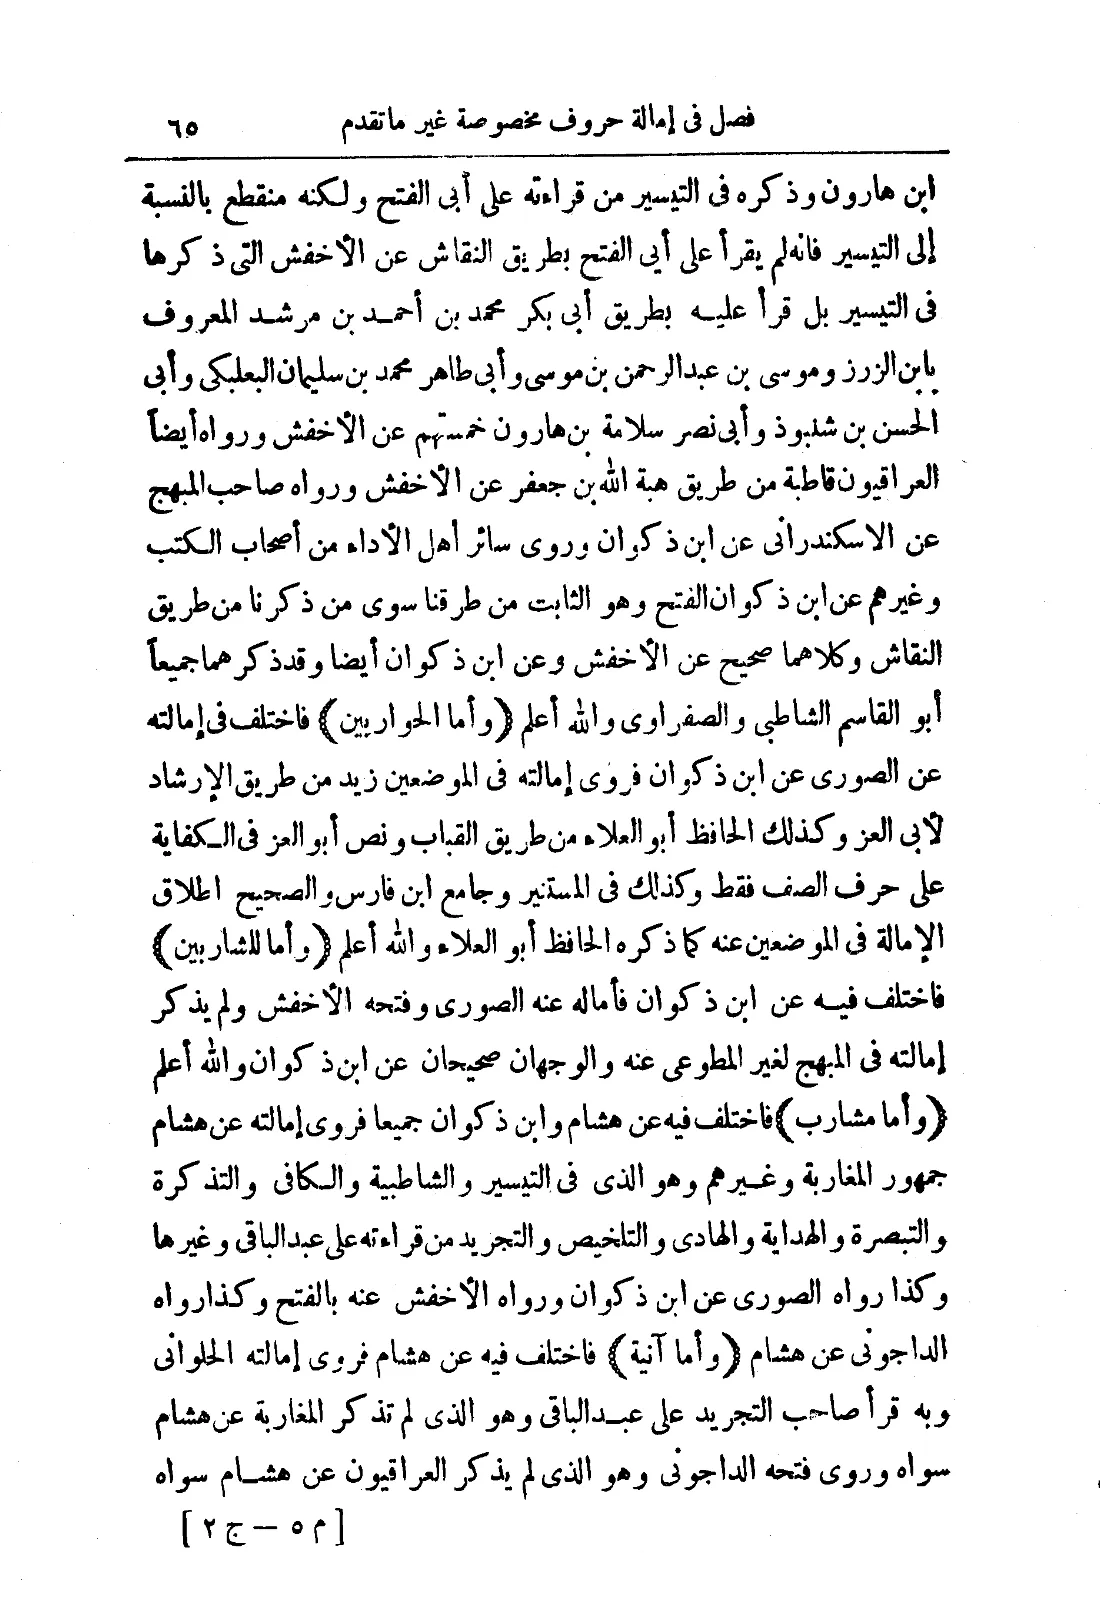 فصل فى إمالة حروف مخصوصة غير ماتقدم ٦٥
ابن هارون وذكره فى التيسير من قراءته على أبى الفتح ولكنه منقطع بالنسبة
إلى التيسير فانه لم يقرأ على أبى الفتح بطريق النقاش عن الأخفش التى ذكرها
فى التيسير بل قرأ عليه بطريق أبى بكر محمد بن أحمد بن مرشد المعروف
بابن الزرز وموسى بن عبدالرحمن بن موسى وأبى طاهر محمد بن سليمان البعلبكى وأبى
الحسن بن شنبوذ وأبى نصر سلامة بن هارون خمستهم عن الأخفش ورواه أيضاً
العراقيون قاطبة من طريق هبة الله بن جعفر عن الأخفش ورواه صاحب المبهج
عن الاسكندرانى عن ابن ذكوان وروى سائر أهل الأداء من أصحاب الكتب
وغيرهم عن ابن ذكوان الفتح وهو الثابت من طرقنا سوى من ذكرنا من طريق
النقاش وكلاهما صحيح عن الأخفش وعن ابن ذكوان أيضا وقد ذكرهما جميعاً
أبو القاسم الشاطبى والصفراوى والله أعلم (وأما الحواريين) فاختلف فى إمالته
عن الصورى عن ابن ذكوان فروى إمالته فى الموضعين زيد من طريق الإرشاد
لأبى العز وكذلك الحافظ أبو العلاء من طريق القباب ونص أبو العز فى الكفاية
على حرف الصف فقط وكذلك فى المستنير وجامع ابن فارس والصحيح اطلاق
الإمالة فى الموضعين عنه كما ذكره الحافظ أبو العلاء والله أعلم (وأما للشاربين)
فاختلف فيه عن ابن ذكوان فأماله عنه الصورى وفتحه الأخفش ولم يذكر
إمالته فى المبهج لغير المطوعى عنه والوجهان صحيحان عن ابن ذكوان والله أعلم
(وأما مشارب) فاختلف فيه عن هشام وابن ذكوان جميعا فروى إمالته عن هشام
جمهور المغاربة وغيرهم وهو الذى فى التيسير والشاطبية والكافى والتذكرة
والتبصرة والهداية والهادى والتلخيص والتجريد من قراءته على عبدالباقى وغيرها
وكذا رواه الصورى عن ابن ذكوان ورواه الأخفش عنه بالفتح وكذا رواه
الداجونى عن هشام (وأما آنية) فاختلف فيه عن هشام فروى إمالته الحلوانى
وبه قرأ صاحب التجريد على عبدالباقى وهو الذى لم تذكر المغاربة عن هشام
سواه وروى فتحه الداجونى وهو الذى لم يذكر العراقيون عن هشام سواه
[م ٥ — ج ٢]